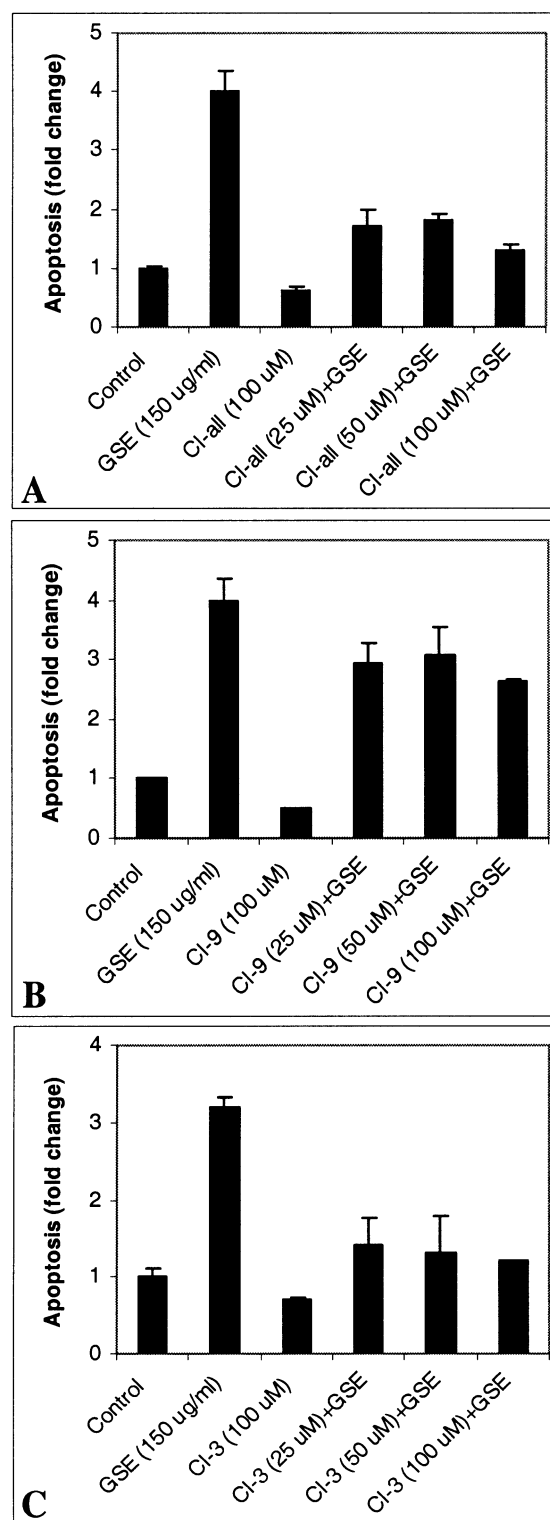 5
4
3
2
1
0
Apoptosis (fold change)
Control
GSE (150 ug/ml)
CI-all (100 uM)
CI-all (25 uM)+GSE
CI-all (50 uM)+GSE
CI-all (100 uM)+GSE
A
5
4
3
2
1
0
Apoptosis (fold change)
Control
GSE (150 ug/ml)
CI-9 (100 uM)
CI-9 (25 uM)+GSE
CI-9 (50 uM)+GSE
CI-9 (100 uM)+GSE
B
4
3
2
1
0
Apoptosis (fold change)
Control
GSE (150 ug/ml)
CI-3 (100 uM)
CI-3 (25 uM)+GSE
CI-3 (50 uM)+GSE
CI-3 (100 uM)+GSE
C